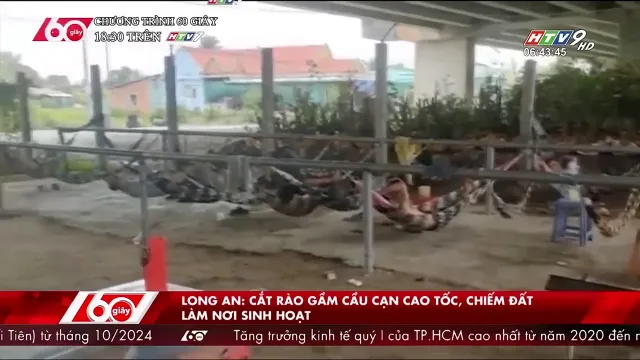 60 giây
CHƯƠNG TRÌNH 60 GIÂY
18:30 TRÊN HTV9
HTV9 HD
06:43:45
60 giây
LONG AN: CẮT RÀO GẦM CẦU CẠN CAO TỐC, CHIẾM ĐẤT
LÀM NƠI SINH HOẠT
i Tiên) từ tháng 10/2024 Tăng trưởng kinh tế quý I của TP.HCM cao nhất từ năm 2020 đến